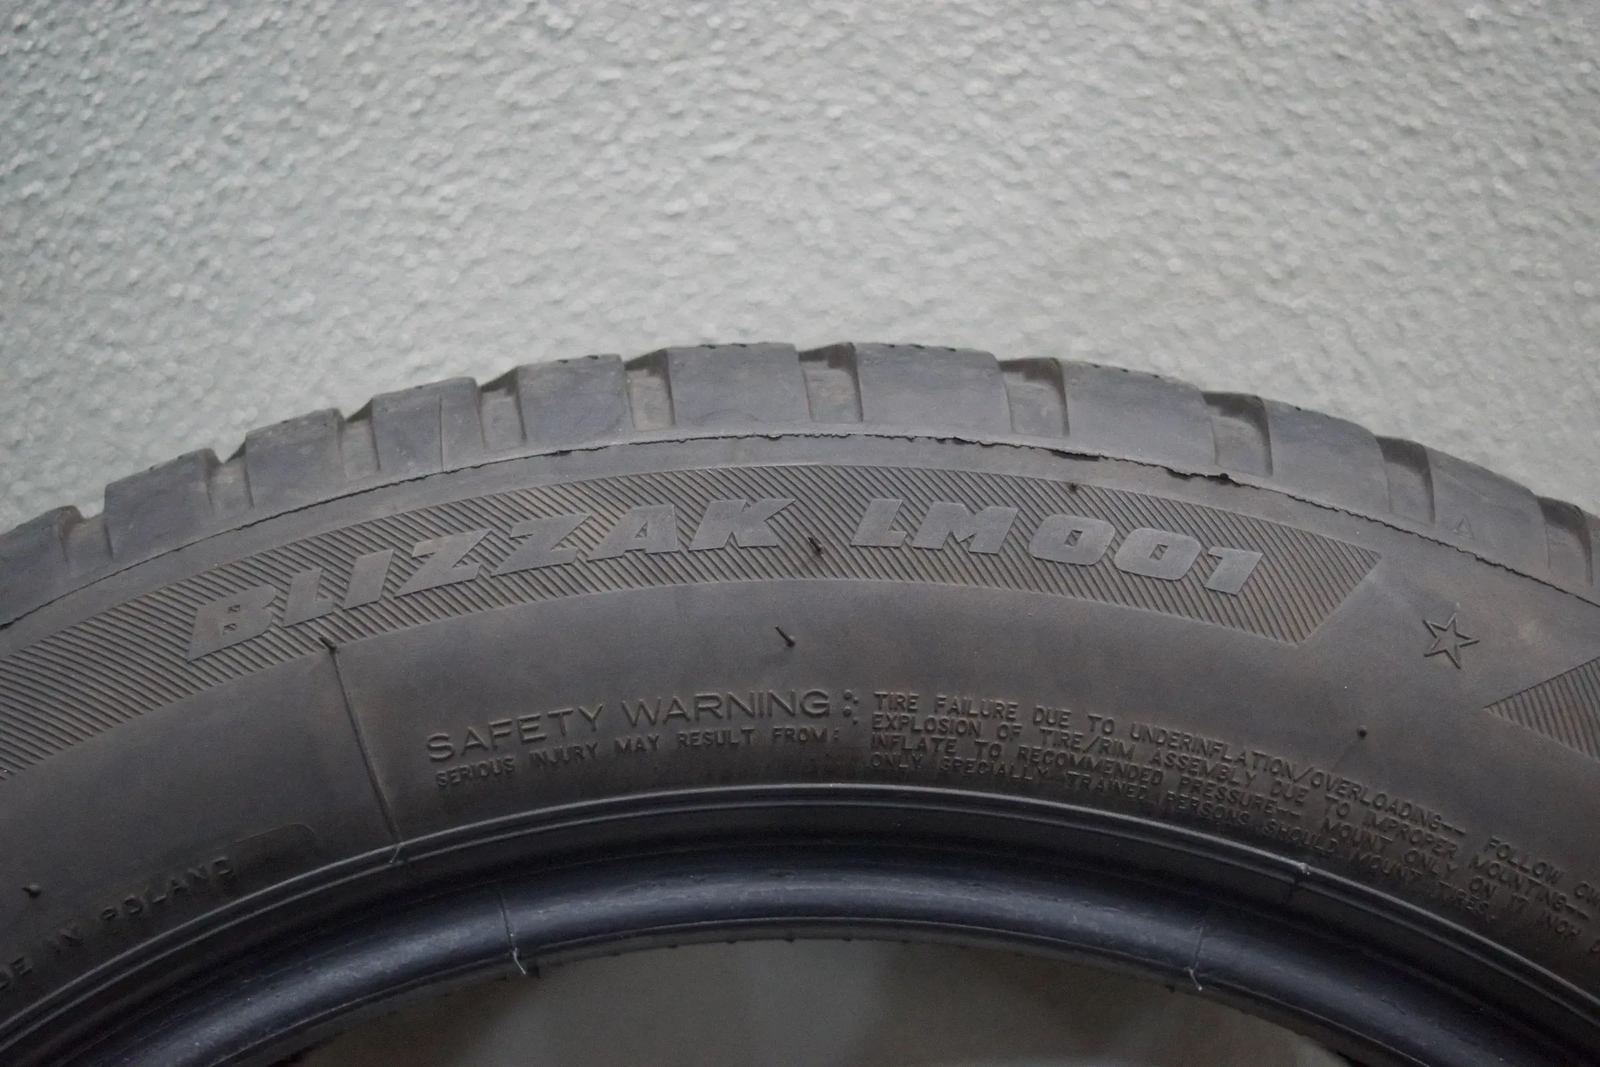 BLIZZAK LM001
SAFETY WARNING:
SERIOUS INJURY MAY RESULT FROM:
TIRE FAILURE DUE TO UNDERINFLATION/OVERLOADING-- FOLLOW
EXPLOSION OF TIRE/RIM ASSEMBLY DUE TO IMPROPER MOUNTING--
INFLATE TO RECOMMENDED PRESSURE-- MOUNT ONLY ON 17 INCH
ONLY SPECIALLY TRAINED PERSONS SHOULD MOUNT TIRES.
IN POLAND